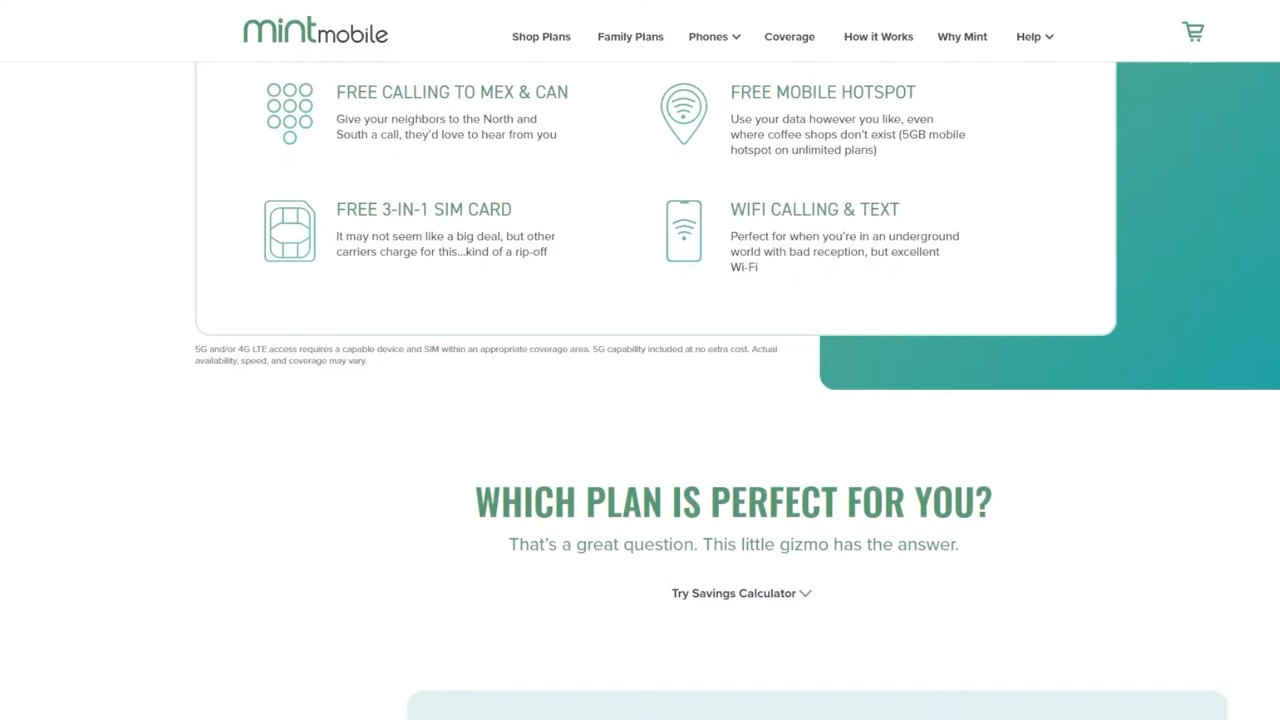 mintmobile
Shop Plans
Family Plans
Phones
Coverage
How it Works
Why Mint
Help
FREE CALLING TO MEX & CAN
Give your neighbors to the North and
South a call, they'd love to hear from you
FREE MOBILE HOTSPOT
Use your data however you like, even
where coffee shops don't exist (5GB mobile
hotspot on unlimited plans)
FREE 3-IN-1 SIM CARD
It may not seem like a big deal, but other
carriers charge for this...kind of a rip-off
WIFI CALLING & TEXT
Perfect for when you're in an underground
world with bad reception, but excellent
Wi-Fi
5G and/or 4G LTE access requires a capable device and SIM within an appropriate coverage area. 5G capability included at no extra cost. Actual
availability, speed, and coverage may vary.
WHICH PLAN IS PERFECT FOR YOU?
That's a great question. This little gizmo has the answer.
Try Savings Calculator